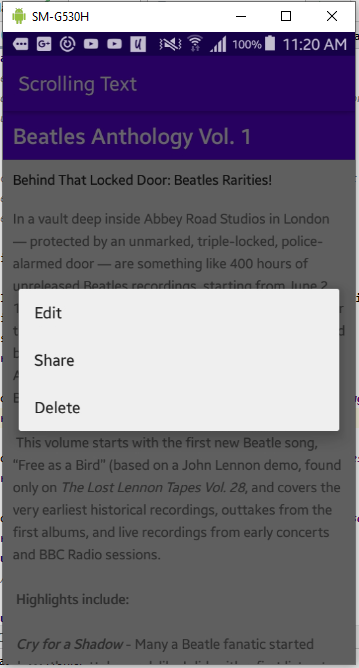 SM-G530H
100% 11:20 AM
Scrolling Text
Beatles Anthology Vol. 1
Behind That Locked Door: Beatles Rarities!
In a vault deep inside Abbey Road Studios in London
— protected by an unmarked, triple-locked, police-
alarmed door — are something like 400 hours of
unreleased Beatles recordings, starting from June 2,
Edit
Share
Delete
This volume starts with the first new Beatle song,
“Free as a Bird” (based on a John Lennon demo, found
only on The Lost Lennon Tapes Vol. 28, and covers the
very earliest historical recordings, outtakes from the
first albums, and live recordings from early concerts
and BBC Radio sessions.
Highlights include:
Cry for a Shadow - Many a Beatle fanatic started